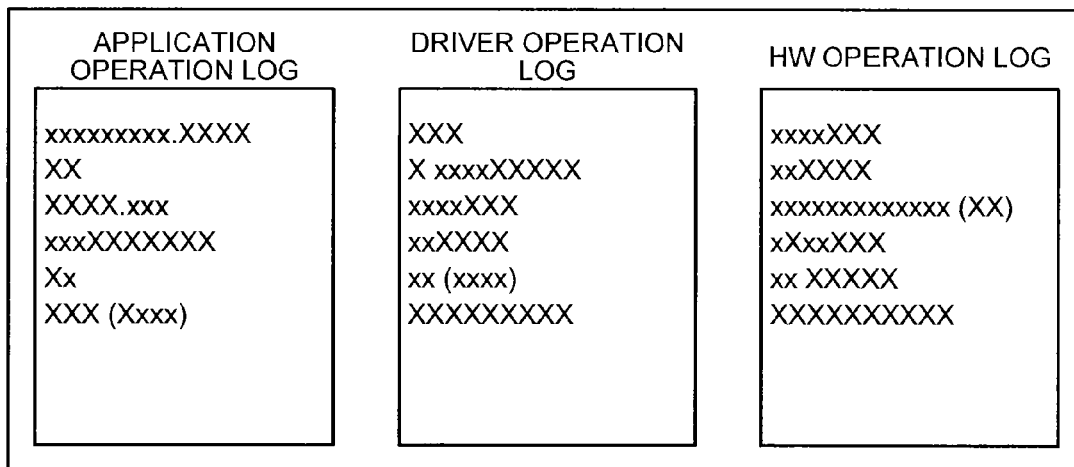 APPLICATION
OPERATION LOG
xxxxxxxxx.XXXX
XX
XXXX.xxx
xxxXXXXXXX
Xx
XXX (Xxxx)
DRIVER OPERATION
LOG
XXX
X xxxxXXXXX
xxxxXXX
xxXXXX
xx (xxxx)
XXXXXXXXX
HW OPERATION LOG
xxxxXXX
xxXXXX
xxxxxxxxxxxxx (XX)
xXxxXXX
xx XXXXX
XXXXXXXXXX